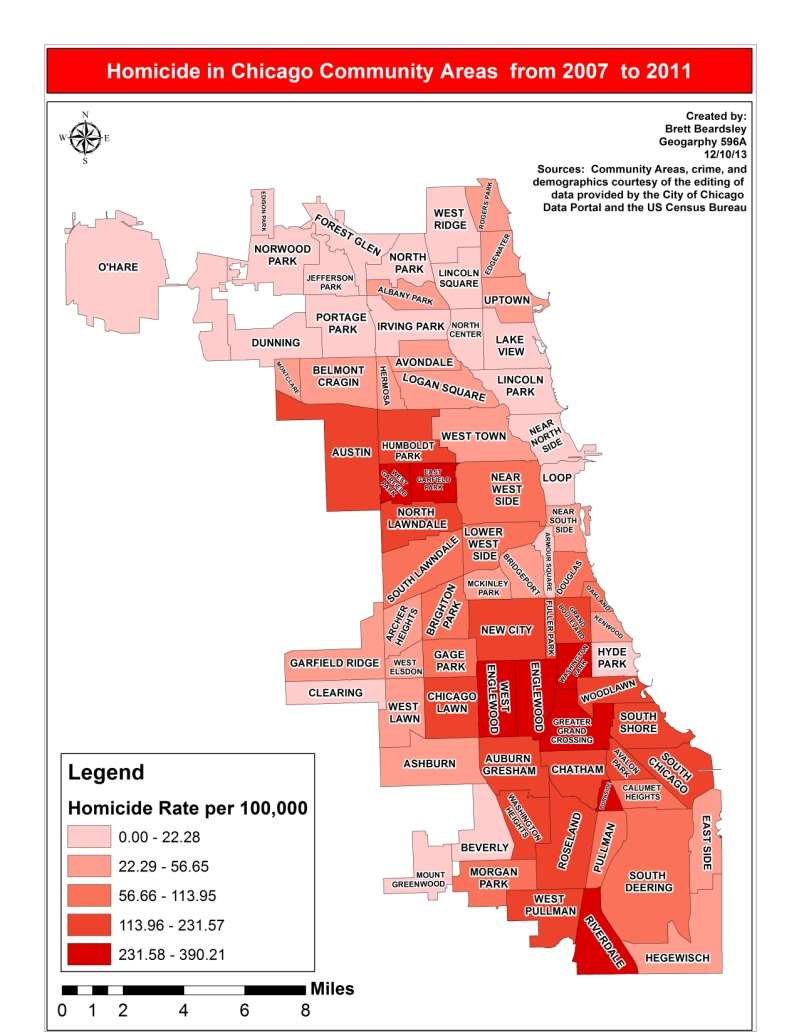 Homicide in Chicago Community Areas from 2007 to 2011
N
W
E
S
Created by:
Brett Beardsley
Geogarphy 596A
12/10/13
Sources: Community Areas, crime, and
demographics courtesy of the editing of
data provided by the City of Chicago
Data Portal and the US Census Bureau
EDISON PARK
FOREST GLEN
WEST
RIDGE
ROGERS PARK
O'HARE
NORWOOD
PARK
JEFFERSON
PARK
NORTH
PARK
LINCOLN
SQUARE
EDGEWATER
ALBANY PARK
UPTOWN
PORTAGE
PARK
IRVING PARK
NORTH
CENTER
DUNNING
LAKE
VIEW
MONTCLARE
BELMONT
CRAGIN
HERMOSA
AVONDALE
LOGAN SQUARE
LINCOLN
PARK
AUSTIN
HUMBOLDT
PARK
WEST TOWN
NEAR
NORTH
SIDE
WEST
GARFIELD
PARK
EAST
GARFIELD
PARK
NEAR
WEST
SIDE
LOOP
NORTH
LAWNDALE
NEAR
SOUTH
SIDE
LOWER
WEST
SIDE
SOUTH LAWNDALE
BRIDGEPORT
ARMOUR SQUARE
DOUGLAS
MCKINLEY
PARK
OAKLAND
ARCHER
HEIGHTS
BRIGHTON
PARK
NEW CITY
FULLER PARK
GRAND
BOULEVARD
KENWOOD
GARFIELD RIDGE
WEST
ELSDON
GAGE
PARK
WASHINGTON
PARK
HYDE
PARK
CLEARING
WEST
LAWN
CHICAGO
LAWN
WEST
ENGLEWOOD
ENGLEWOOD
WOODLAWN
GREATER
GRAND
CROSSING
SOUTH
SHORE
ASHBURN
AUBURN
GRESHAM
CHATHAM
AVALON
PARK
SOUTH
CHICAGO
BURNSIDE
CALUMET
HEIGHTS
WASHINGTON
HEIGHTS
ROSELAND
PULLMAN
EAST SIDE
BEVERLY
MOUNT
GREENWOOD
MORGAN
PARK
SOUTH
DEERING
WEST
PULLMAN
RIVERDALE
HEGEWISCH
Legend
Homicide Rate per 100,000
0.00 - 22.28
22.29 - 56.65
56.66 - 113.95
113.96 - 231.57
231.58 - 390.21
Miles
0 1 2 4 6 8